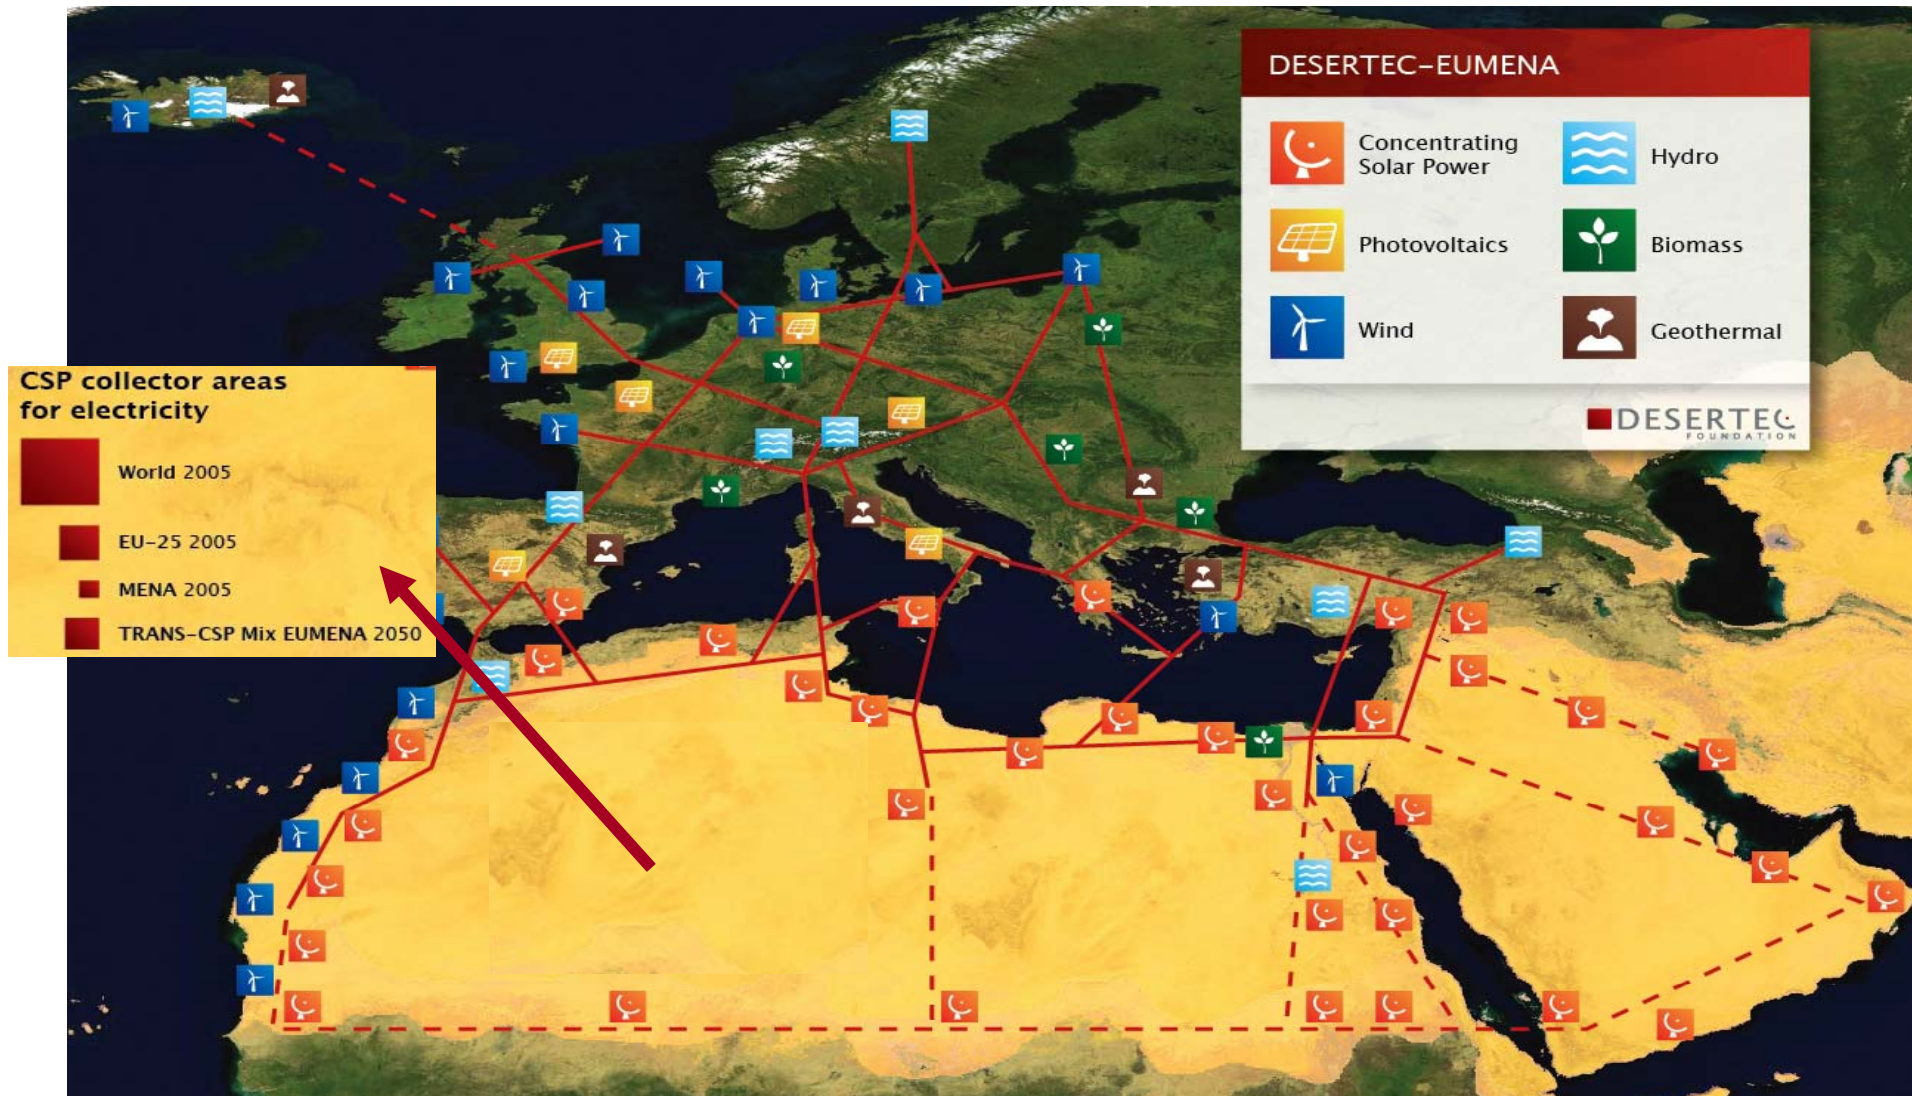 DESERTEC–EUMENA
Concentrating
Solar Power
Hydro
Photovoltaics
Biomass
Wind
Geothermal
DESERTEC
FOUNDATION
CSP collector areas
for electricity
World 2005
EU–25 2005
MENA 2005
TRANS–CSP Mix EUMENA 2050